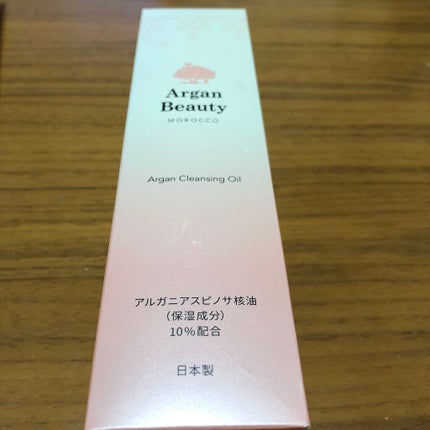 Argan
Beauty
MOROCCO
Argan Cleansing Oil
アルガニアスピノサ核油
(保湿成分)
10%配合
日本製